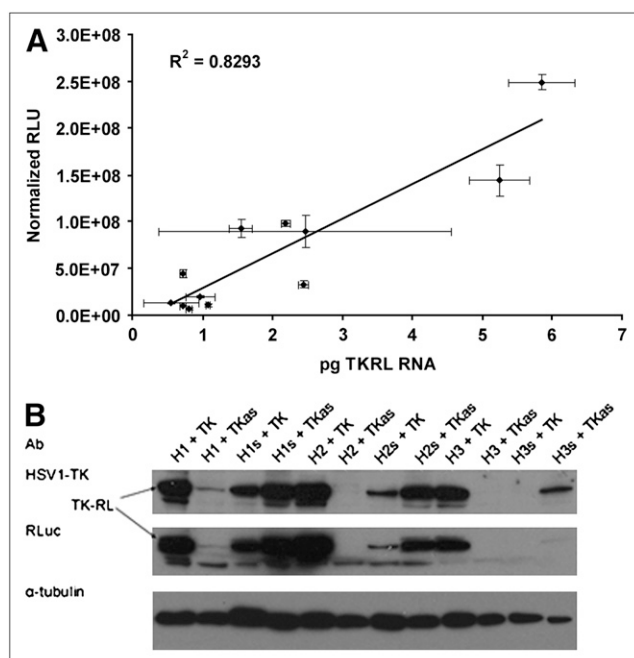 A
3.0E+08
R² = 0.8293
2.5E+08
2.0E+08
1.5E+08
1.0E+08
5.0E+07
0.0E+00
Normalized RLU
0 1 2 3 4 5 6 7
pg TKRL RNA
B
Ab
H1 + TK
H1 + TKas
H1s + TK
H1s + TKas
H2 + TK
H2 + TKas
H2s + TK
H2s + TKas
H3 + TK
H3 + TKas
H3s + TK
H3s + TKas
HSV1-TK
TK-RL
RLuc
α-tubulin